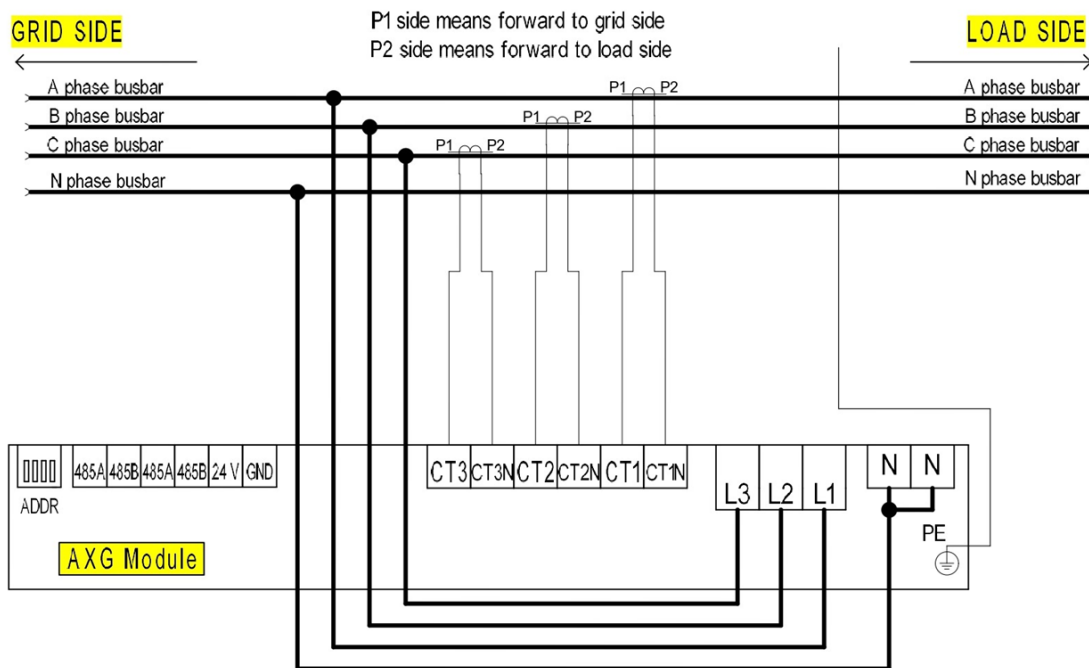 P1 side means forward to grid side
GRID SIDE
LOAD SIDE
P2 side means forward to load side
A phase busbar
P1
P2
A phase busbar
B phase busbar
P1
P2
B phase busbar
C phase busbar
P1
P2
C phase busbar
N phase busbar
N phase busbar
485A 485B 485A 485B 24 V GND
CT3 CT3N CT2 CT2N CT1 CT1N
N N
L3 L2 L1
ADDR
PE
AXG Module